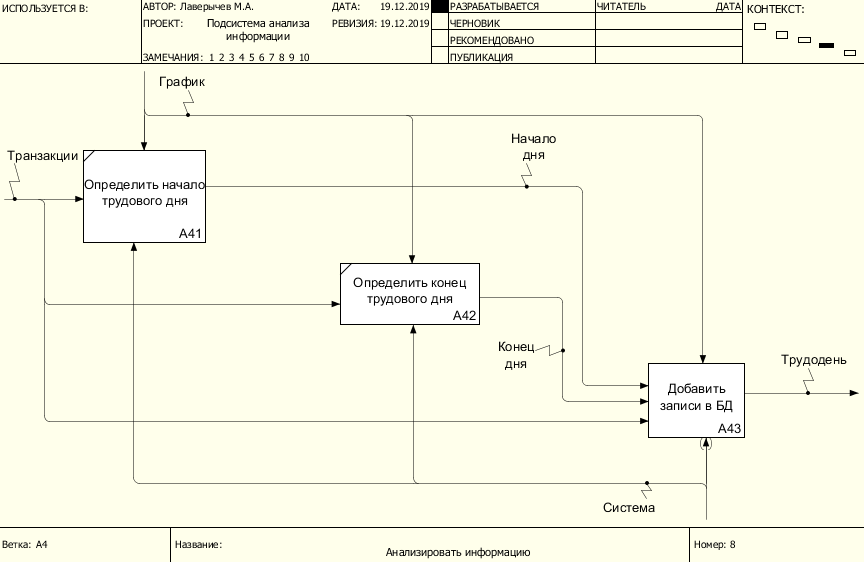 ИСПОЛЬЗУЕТСЯ В:
АВТОР: Лаверычев М.А.
ДАТА: 19.12.2019
ПРОЕКТ: Подсистема анализа
информации
РЕВИЗИЯ: 19.12.2019
ЗАМЕЧАНИЯ: 1 2 3 4 5 6 7 8 9 10
РАЗРАБАТЫВАЕТСЯ
ЧЕРНОВИК
РЕКОМЕНДОВАНО
ПУБЛИКАЦИЯ
ЧИТАТЕЛЬ ДАТА
КОНТЕКСТ:
График
Транзакции
Начало
дня
Определить начало
трудового дня
A41
Определить конец
трудового дня
A42
Конец
дня
Трудодень
Добавить
записи в БД
A43
Система
Ветка: A4
Название:
Анализировать информацию
Номер: 8